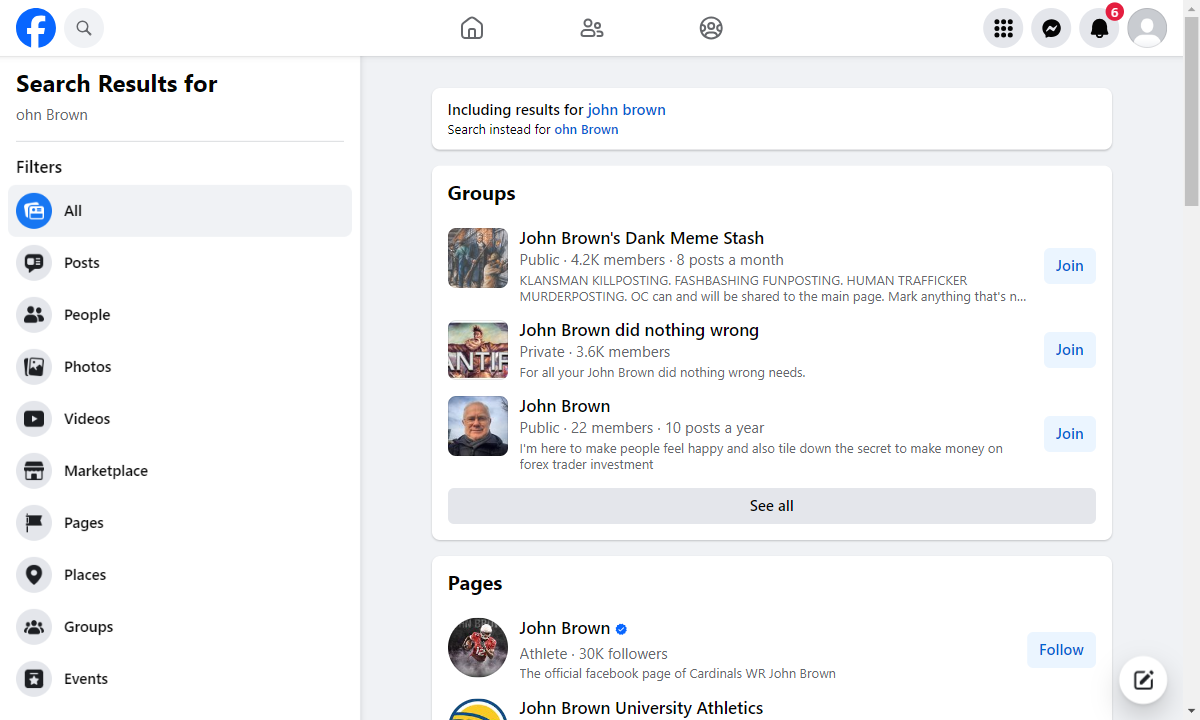 6
Search Results for
ohn Brown
Filters
All
Posts
People
Photos
Videos
Marketplace
Pages
Places
Groups
Events
Including results for john brown
Search instead for ohn Brown
Groups
John Brown's Dank Meme Stash
Public · 4.2K members · 8 posts a month
KLANSMAN KILLPOSTING. FASHBASHING FUNPOSTING. HUMAN TRAFFICKER
MURDERPOSTING. OC can and will be shared to the main page. Mark anything that's n...
Join
ANTIF
John Brown did nothing wrong
Private · 3.6K members
For all your John Brown did nothing wrong needs.
Join
John Brown
Public · 22 members · 10 posts a year
I'm here to make people feel happy and also tile down the secret to make money on
forex trader investment
Join
See all
Pages
John Brown
Athlete · 30K followers
The official facebook page of Cardinals WR John Brown
Follow
John Brown University Athletics